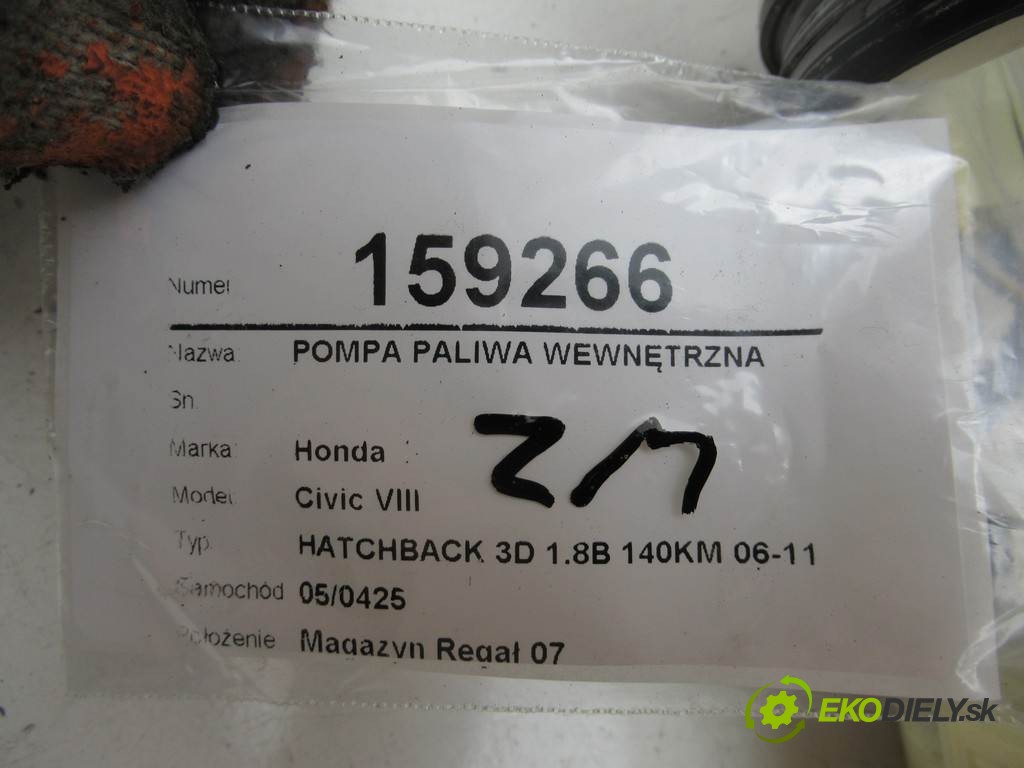 Numer 159266
Nazwa POMPA PALIWA WEWNĘTRZNA
Sn.
Marka Honda
Model Civic VIII
Typ. HATCHBACK 3D 1.8B 140KM 06-11
Samochód 05/0425
Położenie Magazyn Regał 07
EKODIELY.sk